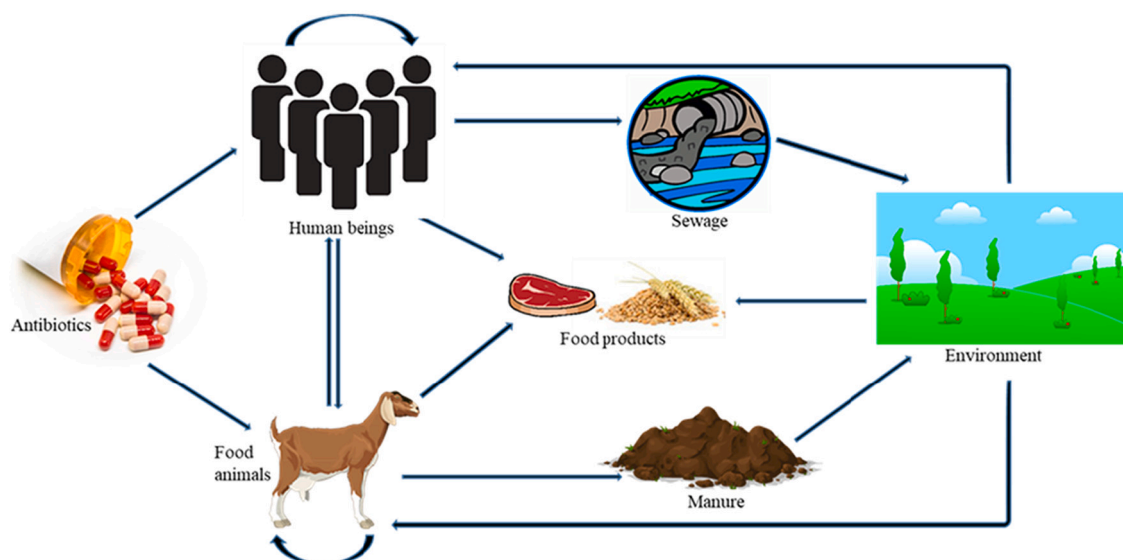 Human beings
Sewage
Antibiotics
Food products
Environment
Food
animals
Manure